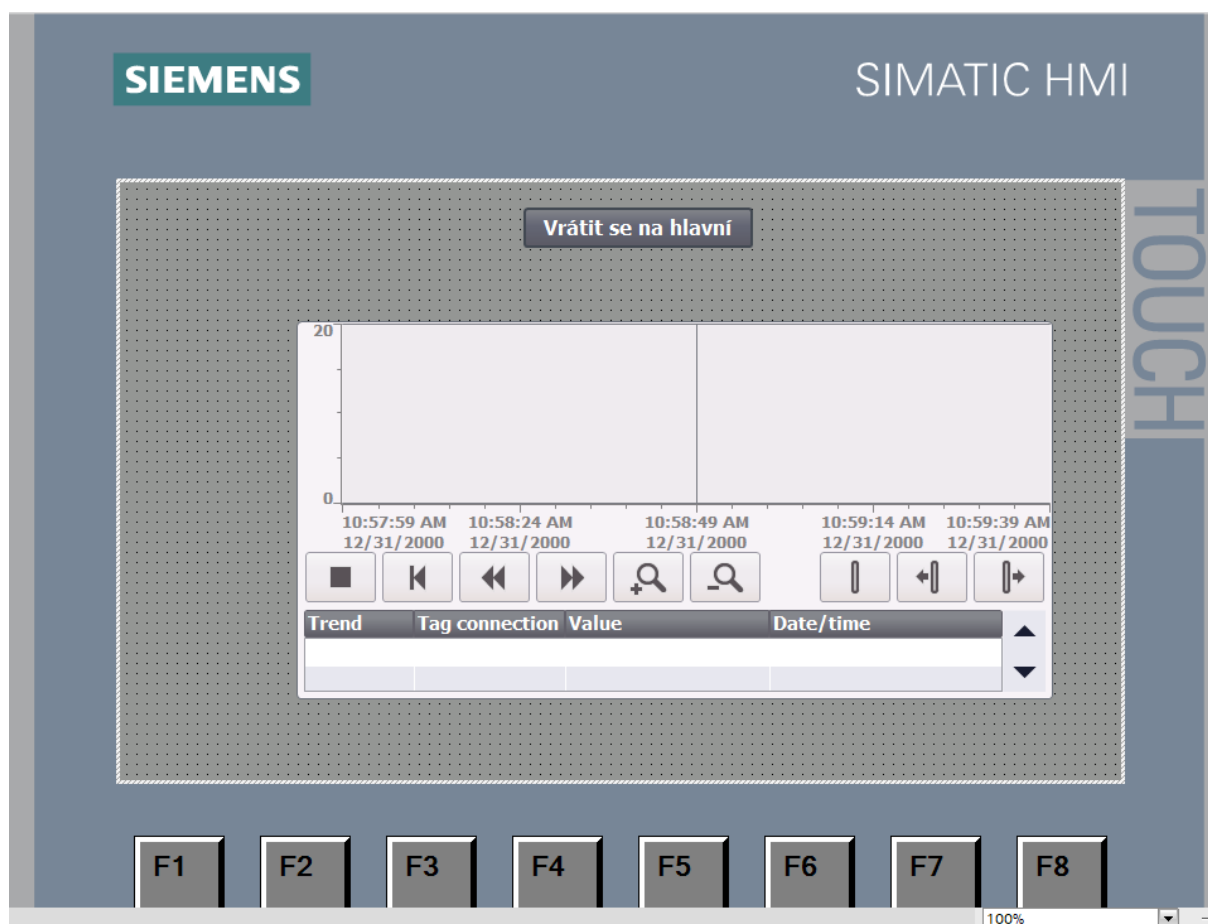 SIEMENS
SIMATIC HMI
TOUCH
Vrátit se na hlavní
20
0
10:57:59 AM 10:58:24 AM 10:58:49 AM 10:59:14 AM 10:59:39 AM
12/31/2000 12/31/2000 12/31/2000 12/31/2000 12/31/2000
Trend Tag connection Value Date/time
F1 F2 F3 F4 F5 F6 F7 F8
100%